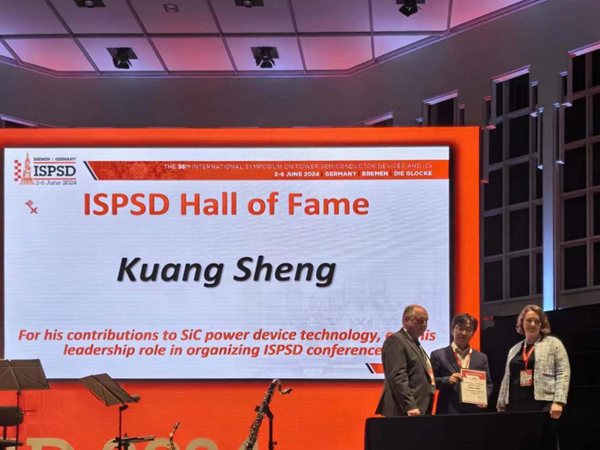 BREMEN • GERMANY
ISPSD
2-6 June 2024
THE 36TH INTERNATIONAL SYMPOSIUM ON POWER SEMICONDUCTOR DEVICES AND ICs
2-6 JUNE 2024 | GERMANY | BREMEN | DIE GLOCKE
ISPSD Hall of Fame
Kuang Sheng
For his contributions to SiC power device technology, his
leadership role in organizing ISPSD conference